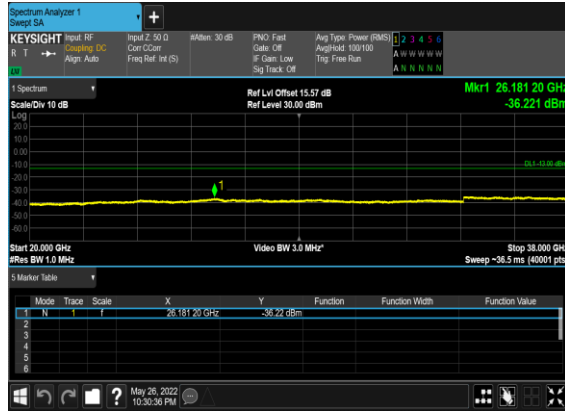 Spectrum Analyzer 1
Swept SA
+
KEYSIGHT Input: RF Input Z: 50 Ω #Atten: 30 dB PNO: Fast Avg Type: Power (RMS) 1 2 3 4 5 6
R T Coupling: DC Corr CCorr Gate: Off Avg|Hold: 100/100 A W W W W W
Align: Auto Freq Ref: Int (S) IF Gain: Low Trig: Free Run
Sig Track: Off A N N N N N
1 Spectrum Ref Lvl Offset 15.57 dB Mkr1 26.181 20 GHz
Scale/Div 10 dB Ref Level 30.00 dBm -36.221 dBm
Log
20.0
10.0
0.00
-10.0 DL1 -13.00 dBm
-20.0
-30.0 1
-40.0
-50.0
-60.0
Start 20.000 GHz Video BW 3.0 MHz* Stop 38.000 GHz
#Res BW 1.0 MHz Sweep ~36.5 ms (40001 pts)
5 Marker Table
Mode Trace Scale X Y Function Function Width Function Value
1 N 1 f 26.181 20 GHz -36.22 dBm
2
3
4
5
6
? May 26, 2022
10:30:36 PM